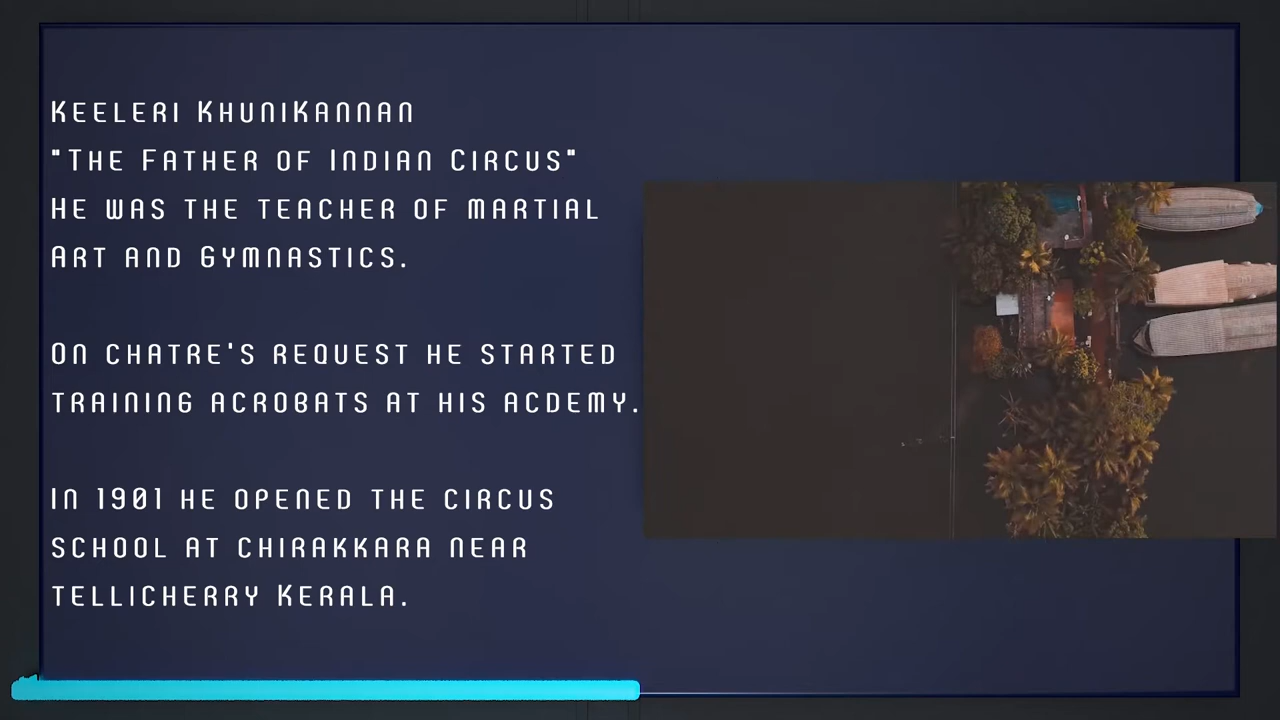 Keeleri KhuniKannan
"The Father of Indian Circus"
He was the teacher of martial
Art and Gymnastics.
On chatre's request he started
training acrobats at his acdemy.
In 1901 he opened the circus
school at chirakkara near
tellicherry Kerala.